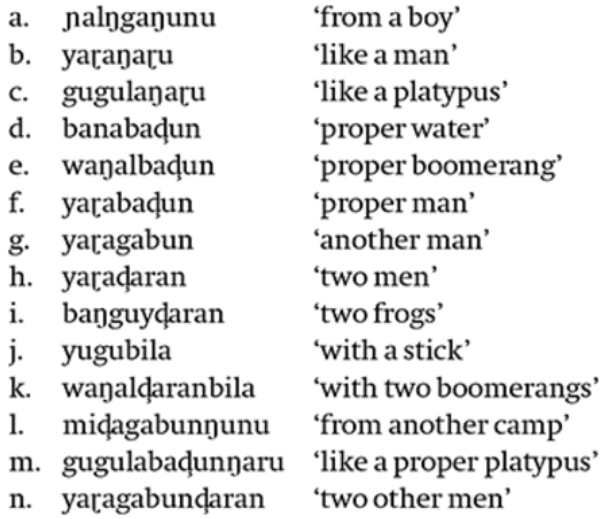 a. ɲalŋgaŋunu ‘from a boy’
b. yaɽaŋaɽu ‘like a man’
c. gugulaŋaɽu ‘like a platypus’
d. banabaɖun ‘proper water’
e. waŋalbaɖun ‘proper boomerang’
f. yaɽabaɖun ‘proper man’
g. yaɽagabun ‘another man’
h. yaɽaɖaran ‘two men’
i. baŋguyɖaran ‘two frogs’
j. yugubila ‘with a stick’
k. waŋalɖaranbila ‘with two boomerangs’
l. miɖagabunŋunu ‘from another camp’
m. gugulabaɖunŋaru ‘like a proper platypus’
n. yaɽagabunɖaran ‘two other men’